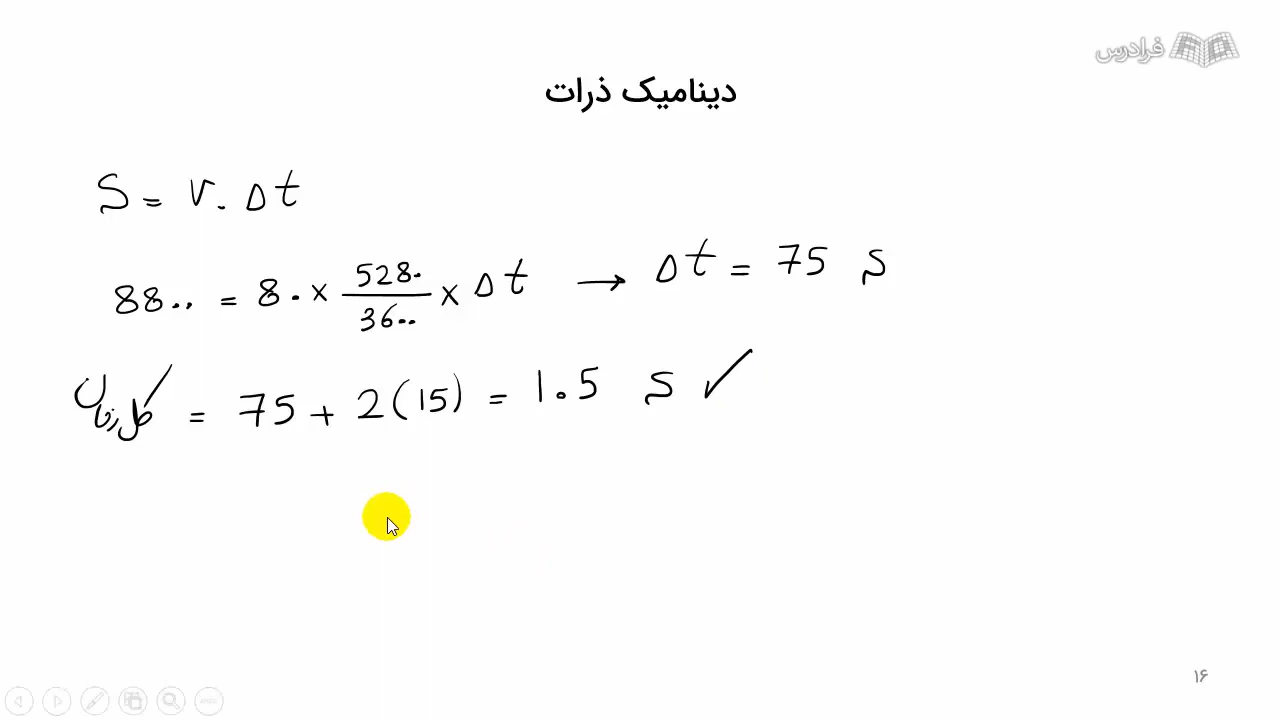 فرادرس
دینامیک ذرات
S = V . Δt
8800 = 80 × 5280/3600 × Δt → Δt = 75 s
کل زمان = 75 + 2(15) = 105 s ✓
۱۶